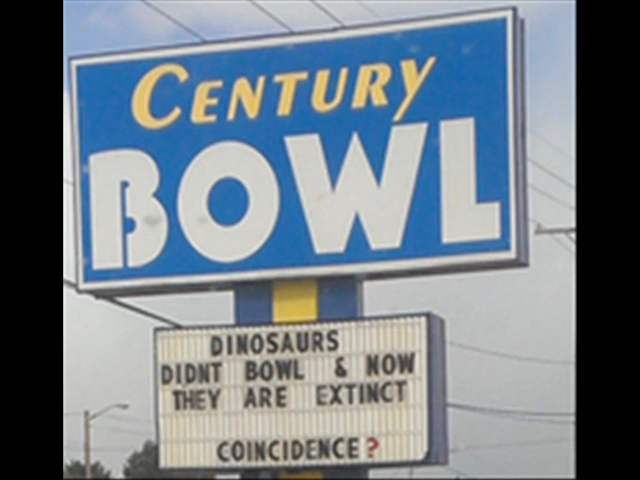 CENTURY
BOWL
DINOSAURS
DIDNT BOWL & NOW
THEY ARE EXTINCT
COINCIDENCE?